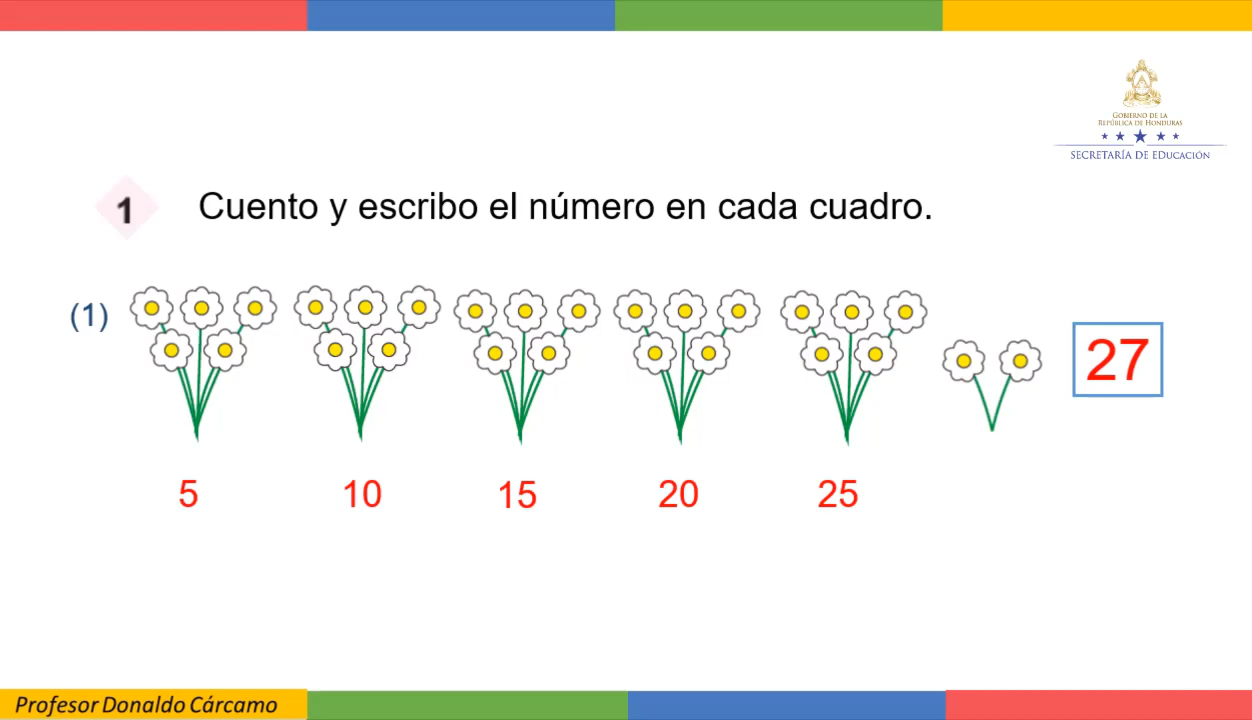 GOBIERNO DE LA
REPÚBLICA DE HONDURAS
SECRETARÍA DE EDUCACIÓN
1 Cuento y escribo el número en cada cuadro.
(1)
27
5 10 15 20 25
Profesor Donaldo Cárcamo